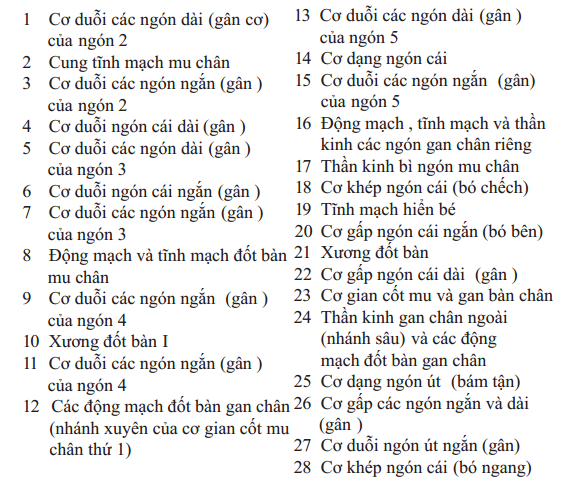 1 Cơ duỗi các ngón dài (gân cơ)
của ngón 2
2 Cung tĩnh mạch mu chân
3 Cơ duỗi các ngón ngắn (gân )
của ngón 2
4 Cơ duỗi ngón cái dài (gân )
5 Cơ duỗi các ngón dài (gân )
của ngón 3
6 Cơ duỗi ngón cái ngắn (gân )
7 Cơ duỗi các ngón ngắn (gân )
của ngón 3
8 Động mạch và tĩnh mạch đốt bàn
mu chân
9 Cơ duỗi các ngón ngắn (gân )
của ngón 4
10 Xương đốt bàn I
11 Cơ duỗi các ngón ngắn (gân )
của ngón 4
12 Các động mạch đốt bàn gan chân
(nhánh xuyên của cơ gian cốt mu
chân thứ 1)
13 Cơ duỗi các ngón dài (gân )
của ngón 5
14 Cơ dạng ngón cái
15 Cơ duỗi các ngón ngắn (gân)
của ngón 5
16 Động mạch , tĩnh mạch và thần
kinh các ngón gan chân riêng
17 Thần kinh bì ngón mu chân
18 Cơ khép ngón cái (bó chếch)
19 Tĩnh mạch hiển bé
20 Cơ gấp ngón cái ngắn (bó bên)
21 Xương đốt bàn
22 Cơ gấp ngón cái dài (gân )
23 Cơ gian cốt mu và gan bàn chân
24 Thần kinh gan chân ngoài
(nhánh sâu) và các động
mạch đốt bàn gan chân
25 Cơ dạng ngón út (bám tận)
26 Cơ gấp các ngón ngắn và dài
(gân )
27 Cơ duỗi ngón út ngắn (gân)
28 Cơ khép ngón cái (bó ngang)